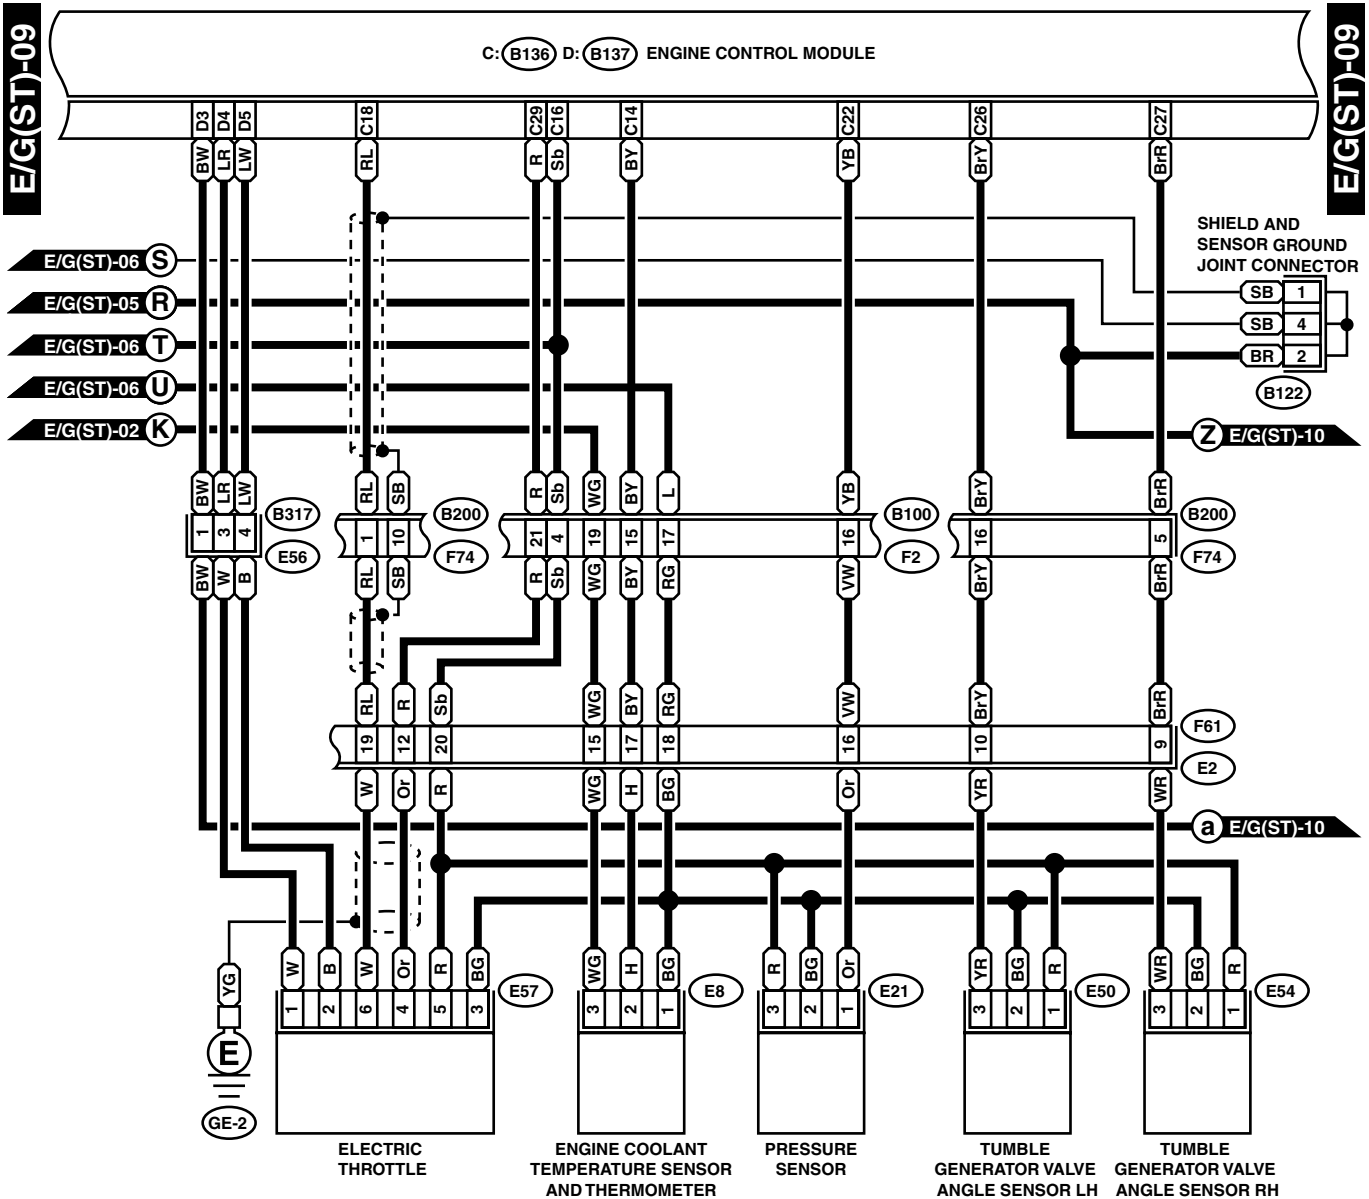 E/G(ST)-09
E/G(ST)-09
C: B136 D: B137 ENGINE CONTROL MODULE
D3 D4 D5 C18 C29 C16 C14 C22 C26 C27
BW LR LW RL R Sb BY YB BrY BrR
SHIELD AND
SENSOR GROUND
JOINT CONNECTOR
E/G(ST)-06 S
SB 1
E/G(ST)-05 R
SB 4
E/G(ST)-06 T
BR 2
E/G(ST)-06 U
B122
E/G(ST)-02 K
Z E/G(ST)-10
BW LR LW RL SB R Sb WG BY L YB BrY BrR
B317 B200 B100 B200
1 3 4 1 10 21 4 19 15 17 16 16 5
E56 F74 F2 F74
BW W B RL SB R Sb WG BY RG VW BrY BrR
RL R Sb WG BY RG VW BrY BrR
F61
19 12 20 15 17 18 16 10 9
E2
W Or R WG H BG Or YR WR
a E/G(ST)-10
YG W B W Or R BG WG H BG R BG Or YR BG R WR BG R
E57 E8 E21 E50 E54
1 2 6 4 5 3 3 2 1 3 2 1 3 2 1 3 2 1
E
GE-2
ELECTRIC
THROTTLE
ENGINE COOLANT
TEMPERATURE SENSOR
AND THERMOMETER
PRESSURE
SENSOR
TUMBLE
GENERATOR VALVE
ANGLE SENSOR LH
TUMBLE
GENERATOR VALVE
ANGLE SENSOR RH